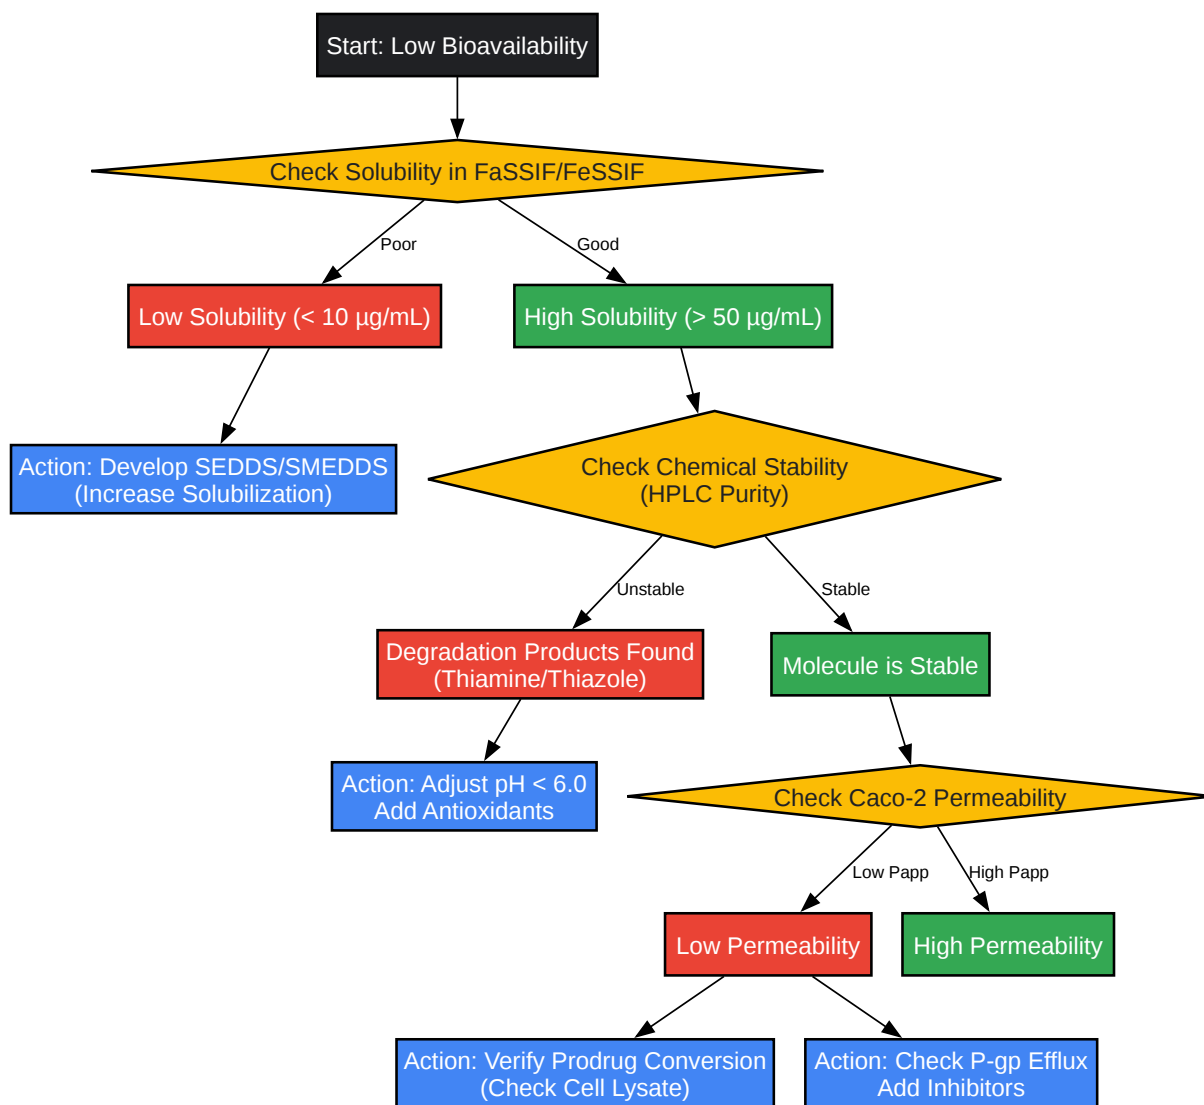 Start: Low Bioavailability
Check Solubility in FaSSIF/FeSSIF
Poor
Good
Low Solubility (< 10 µg/mL)
High Solubility (> 50 µg/mL)
Action: Develop SEDDS/SMEDDS
(Increase Solubilization)
Check Chemical Stability
(HPLC Purity)
Unstable
Stable
Degradation Products Found
(Thiamine/Thiazole)
Molecule is Stable
Action: Adjust pH < 6.0
Add Antioxidants
Check Caco-2 Permeability
Low Papp
High Papp
Low Permeability
High Permeability
Action: Verify Prodrug Conversion
(Check Cell Lysate)
Action: Check P-gp Efflux
Add Inhibitors